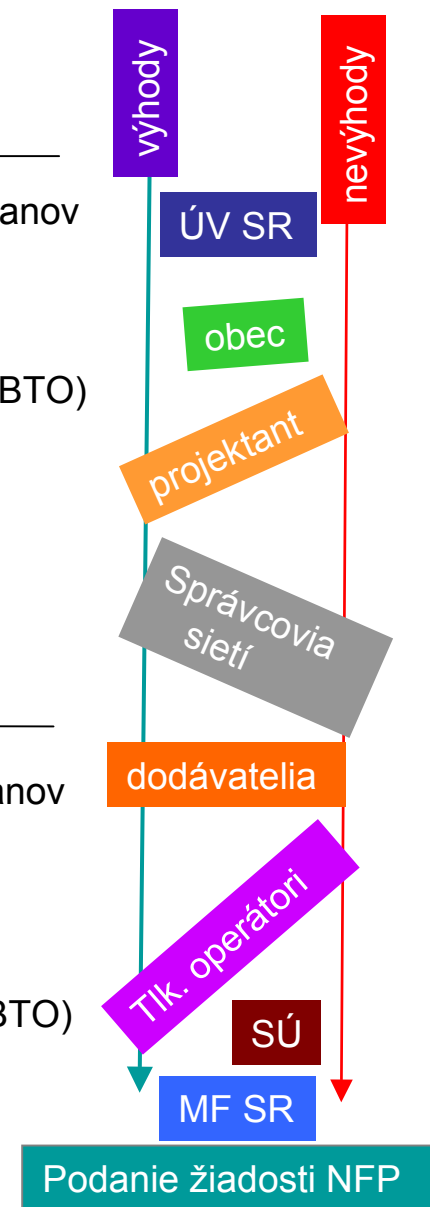 výhody
nevýhody
anov
ÚV SR
obec
BTO)
projektant
Správcovia
sietí
dodávatelia
anov
Tlk. operátori
BTO)
SÚ
MF SR
Podanie žiadosti NFP